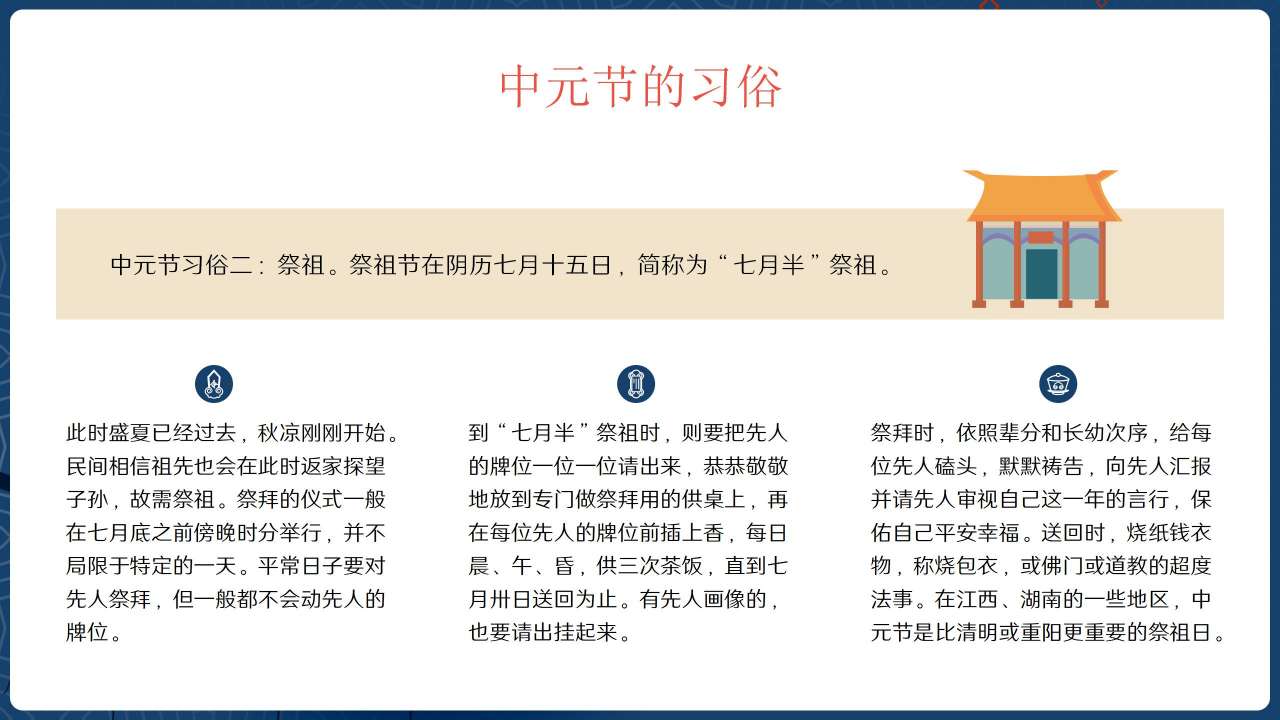 中元节的习俗
中元节习俗二：祭祖。祭祖节在阴历七月十五日，简称为“七月半”祭祖。
此时盛夏已经过去，秋凉刚刚开始。
民间相信祖先也会在此时返家探望
子孙，故需祭祖。祭拜的仪式一般
在七月底之前傍晚时分举行，并不
局限于特定的一天。平常日子要对
先人祭拜，但一般都不会动先人的
牌位。
到“七月半”祭祖时，则要把先人
的牌位一位一位请出来，恭恭敬敬
地放到专门做祭拜用的供桌上，再
在每位先人的牌位前插上香，每日
晨、午、昏，供三次茶饭，直到七
月卅日送回为止。有先人画像的，
也要请出挂起来。
祭拜时，依照辈分和长幼次序，给每
位先人磕头，默默祷告，向先人汇报
并请先人审视自己这一年的言行，保
佑自己平安幸福。送回时，烧纸钱衣
物，称烧包衣，或佛门或道教的超度
法事。在江西、湖南的一些地区，中
元节是比清明或重阳更重要的祭祖日。